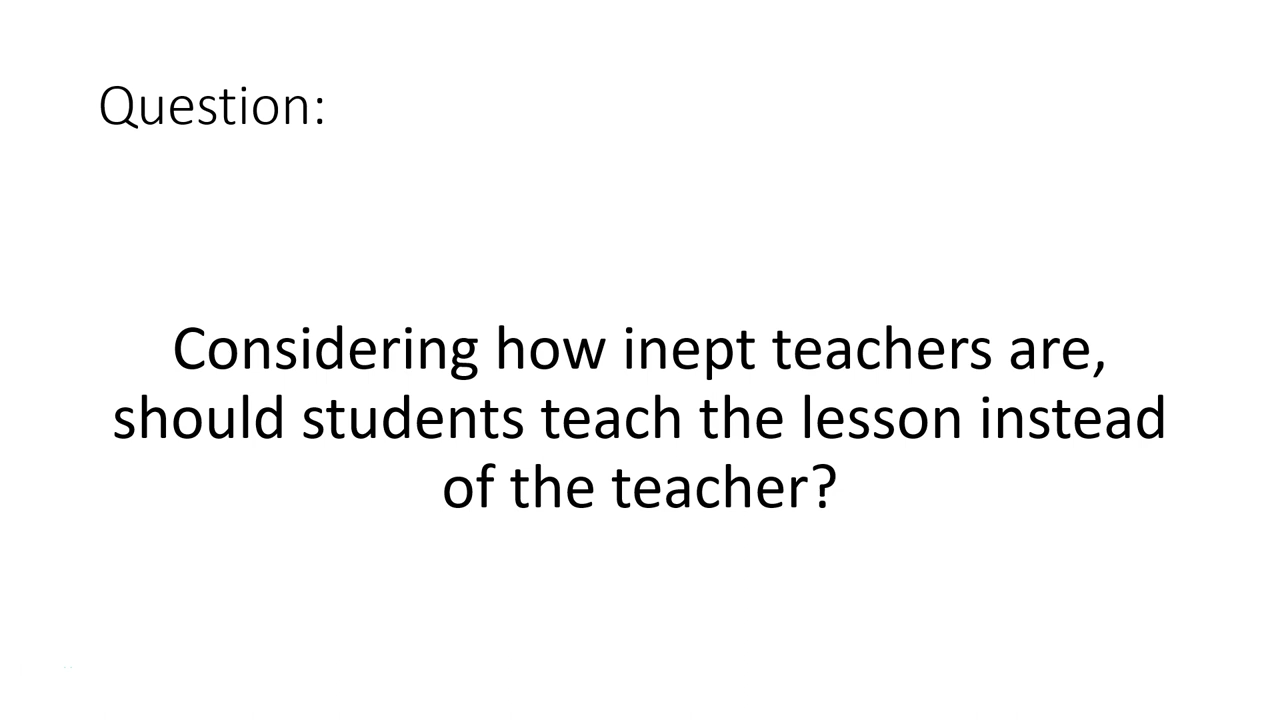 Question:
Considering how inept teachers are,
should students teach the lesson instead
of the teacher?